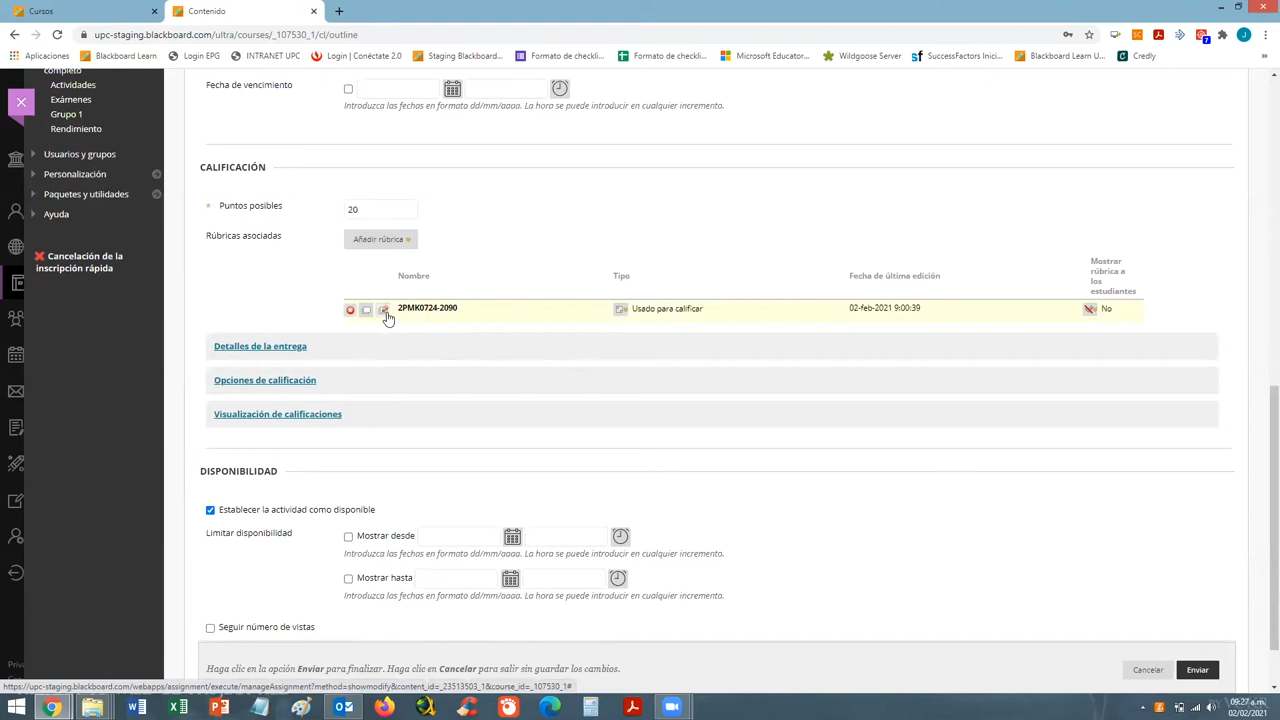 Cursos
Contenido
upc-staging.blackboard.com/ultra/courses/_107530_1/cl/outline
Aplicaciones
Blackboard Learn
Login EPG
INTRANET UPC
Login |:Conéctate 2.0
Staging Blackboard...
Formato de checkli...
Formato de checkli...
Microsoft Educator...
Wildgoose Server
SuccessFactors Inici...
Blackboard Learn U...
Credly
completo
Actividades
Exámenes
Grupo 1
Rendimiento
Usuarios y grupos
Personalización
Paquetes y utilidades
Ayuda
Cancelación de la
inscripción rápida
Fecha de vencimiento
Introduzca las fechas en formato dd/mm/aaaa. La hora se puede introducir en cualquier incremento.
CALIFICACIÓN
* Puntos posibles
20
Rúbricas asociadas
Añadir rúbrica
Nombre
Tipo
Fecha de última edición
Mostrar
rúbrica a
los
estudiantes
2PMK0724-2090
Usado para calificar
02-feb-2021 9:00:39
No
Detalles de la entrega
Opciones de calificación
Visualización de calificaciones
DISPONIBILIDAD
Establecer la actividad como disponible
Limitar disponibilidad
Mostrar desde
Introduzca las fechas en formato dd/mm/aaaa. La hora se puede introducir en cualquier incremento.
Mostrar hasta
Introduzca las fechas en formato dd/mm/aaaa. La hora se puede introducir en cualquier incremento.
Seguir número de vistas
Haga clic en la opción Enviar para finalizar. Haga clic en Cancelar para salir sin guardar los cambios.
Cancelar
Enviar
https://upc-staging.blackboard.com/webapps/assignment/execute/manageAssignment?method=showmodify&content_id=_23513503_1&course_id=_107530_1#
09:27 a.m.
02/02/2021